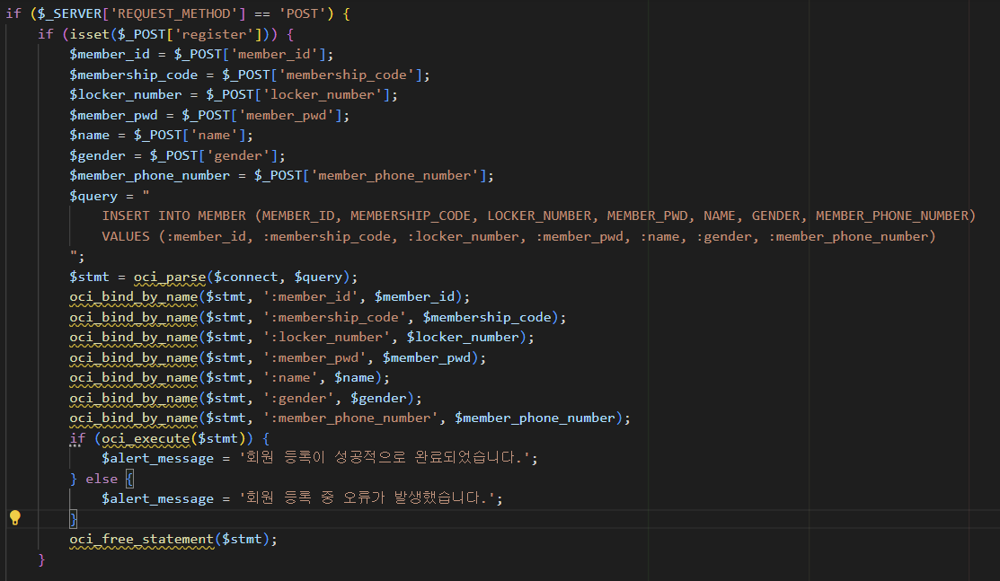 if ($_SERVER['REQUEST_METHOD'] == 'POST') {
    if (isset($_POST['register'])) {
        $member_id = $_POST['member_id'];
        $membership_code = $_POST['membership_code'];
        $locker_number = $_POST['locker_number'];
        $member_pwd = $_POST['member_pwd'];
        $name = $_POST['name'];
        $gender = $_POST['gender'];
        $member_phone_number = $_POST['member_phone_number'];
        $query = "
            INSERT INTO MEMBER (MEMBER_ID, MEMBERSHIP_CODE, LOCKER_NUMBER, MEMBER_PWD, NAME, GENDER, MEMBER_PHONE_NUMBER)
            VALUES (:member_id, :membership_code, :locker_number, :member_pwd, :name, :gender, :member_phone_number)
        ";
        $stmt = oci_parse($connect, $query);
        oci_bind_by_name($stmt, ':member_id', $member_id);
        oci_bind_by_name($stmt, ':membership_code', $membership_code);
        oci_bind_by_name($stmt, ':locker_number', $locker_number);
        oci_bind_by_name($stmt, ':member_pwd', $member_pwd);
        oci_bind_by_name($stmt, ':name', $name);
        oci_bind_by_name($stmt, ':gender', $gender);
        oci_bind_by_name($stmt, ':member_phone_number', $member_phone_number);
        if (oci_execute($stmt)) {
            $alert_message = '회원 등록이 성공적으로 완료되었습니다.';
        } else {
            $alert_message = '회원 등록 중 오류가 발생했습니다.';
        }
        oci_free_statement($stmt);
    }